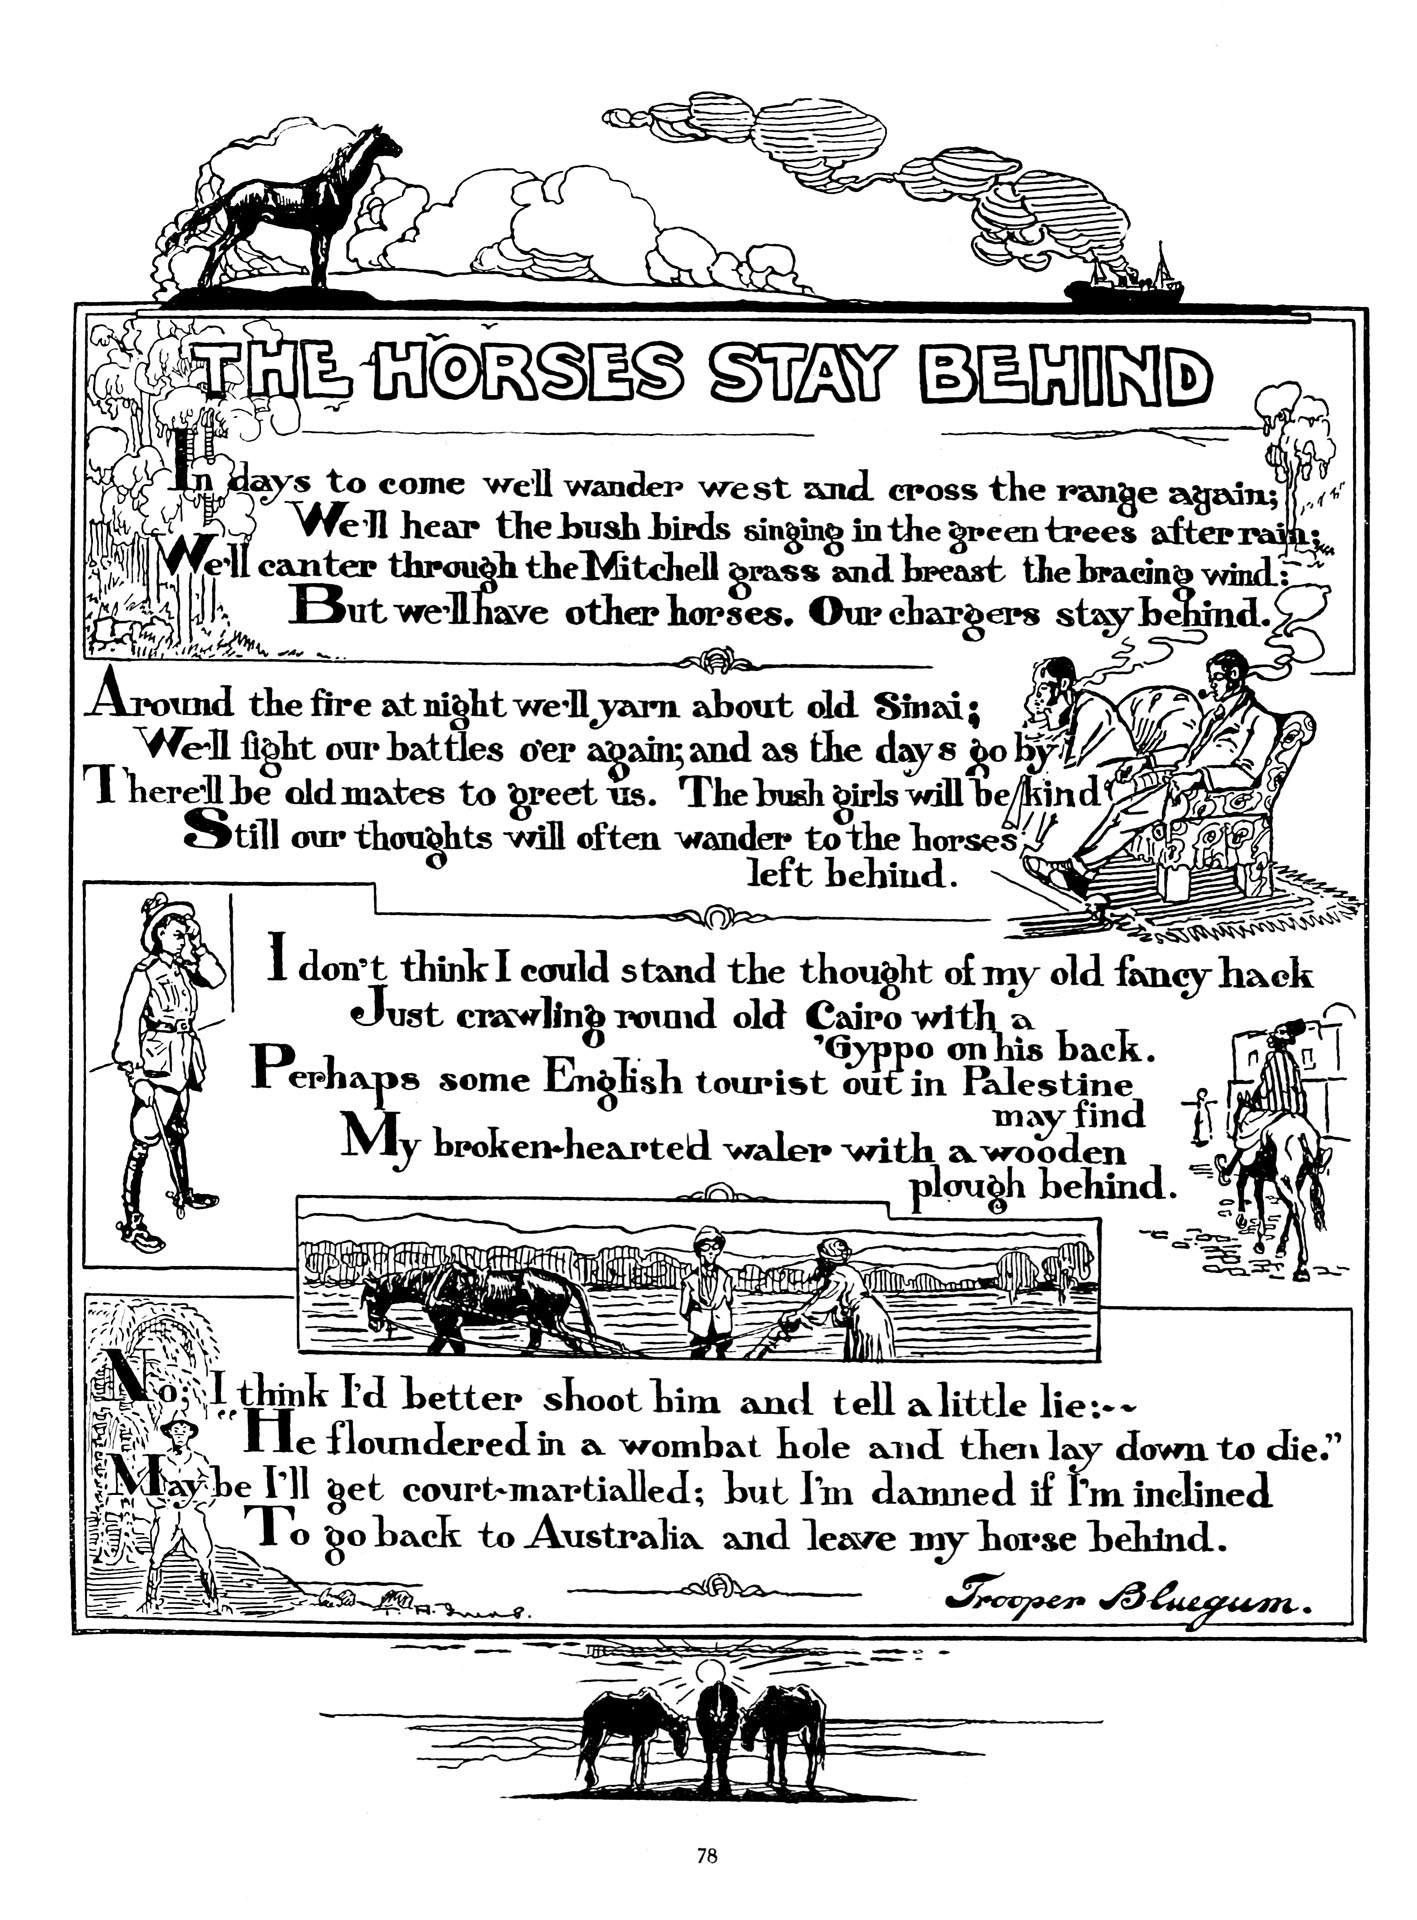 THE HORSES STAY BEHIND
In days to come we'll wander west and cross the range again;
We'll hear the bush birds singing in the green trees after rain;
We'll canter through the Mitchell grass and breast the bracing wind:
But we'll have other horses. Our chargers stay behind.
Around the fire at night we'll yarn about old Sinai;
We'll fight our battles o'er again; and as the days go by
There'll be old mates to greet us. The bush girls will be kind
Still our thoughts will often wander to the horses
left behind.
I don't think I could stand the thought of my old fancy hack
Just crawling round old Cairo with a
'Gyppo on his back.
Perhaps some English tourist out in Palestine
may find
My broken-hearted waler with a wooden
plough behind.
No; I think I'd better shoot him and tell a little lie:--
"He floundered in a wombat hole and then lay down to die."
Maybe I'll get court-martialled; but I'm damned if I'm inclined
To go back to Australia and leave my horse behind.
Trooper Bluegum.
78